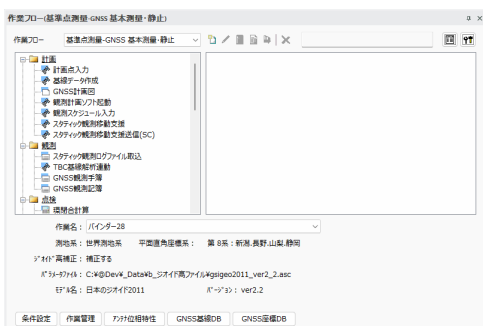 作業フロー(基準点測量-GNSS 基本測量・静止)
作業フロー 基準点測量-GNSS 基本測量・静止
計画
計画点入力
基線データ作成
GNSS計画図
観測計画ソフト起動
観測スケジュール入力
スタティック観測移動支援
スタティック観測移動支援送信(SC)
観測
スタティック観測ログファイル取込
TBC基線解析連動
GNSS観測手簿
GNSS観測記簿
点検
環閉合計算
作業名： バインダー28
測地系： 世界測地系 平面直角座標系： 第 8系：新潟,長野,山梨,静岡
ジオイド高補正： 補正する
パラメータファイル： C:¥@Dev¥_Data¥b_ジオイド高ファイル¥gsigeo2011_ver2_2.asc
モデル名： 日本のジオイド2011 バージョン： ver2.2
条件設定 作業管理 アンテナ位相特性 GNSS基線DB GNSS座標DB